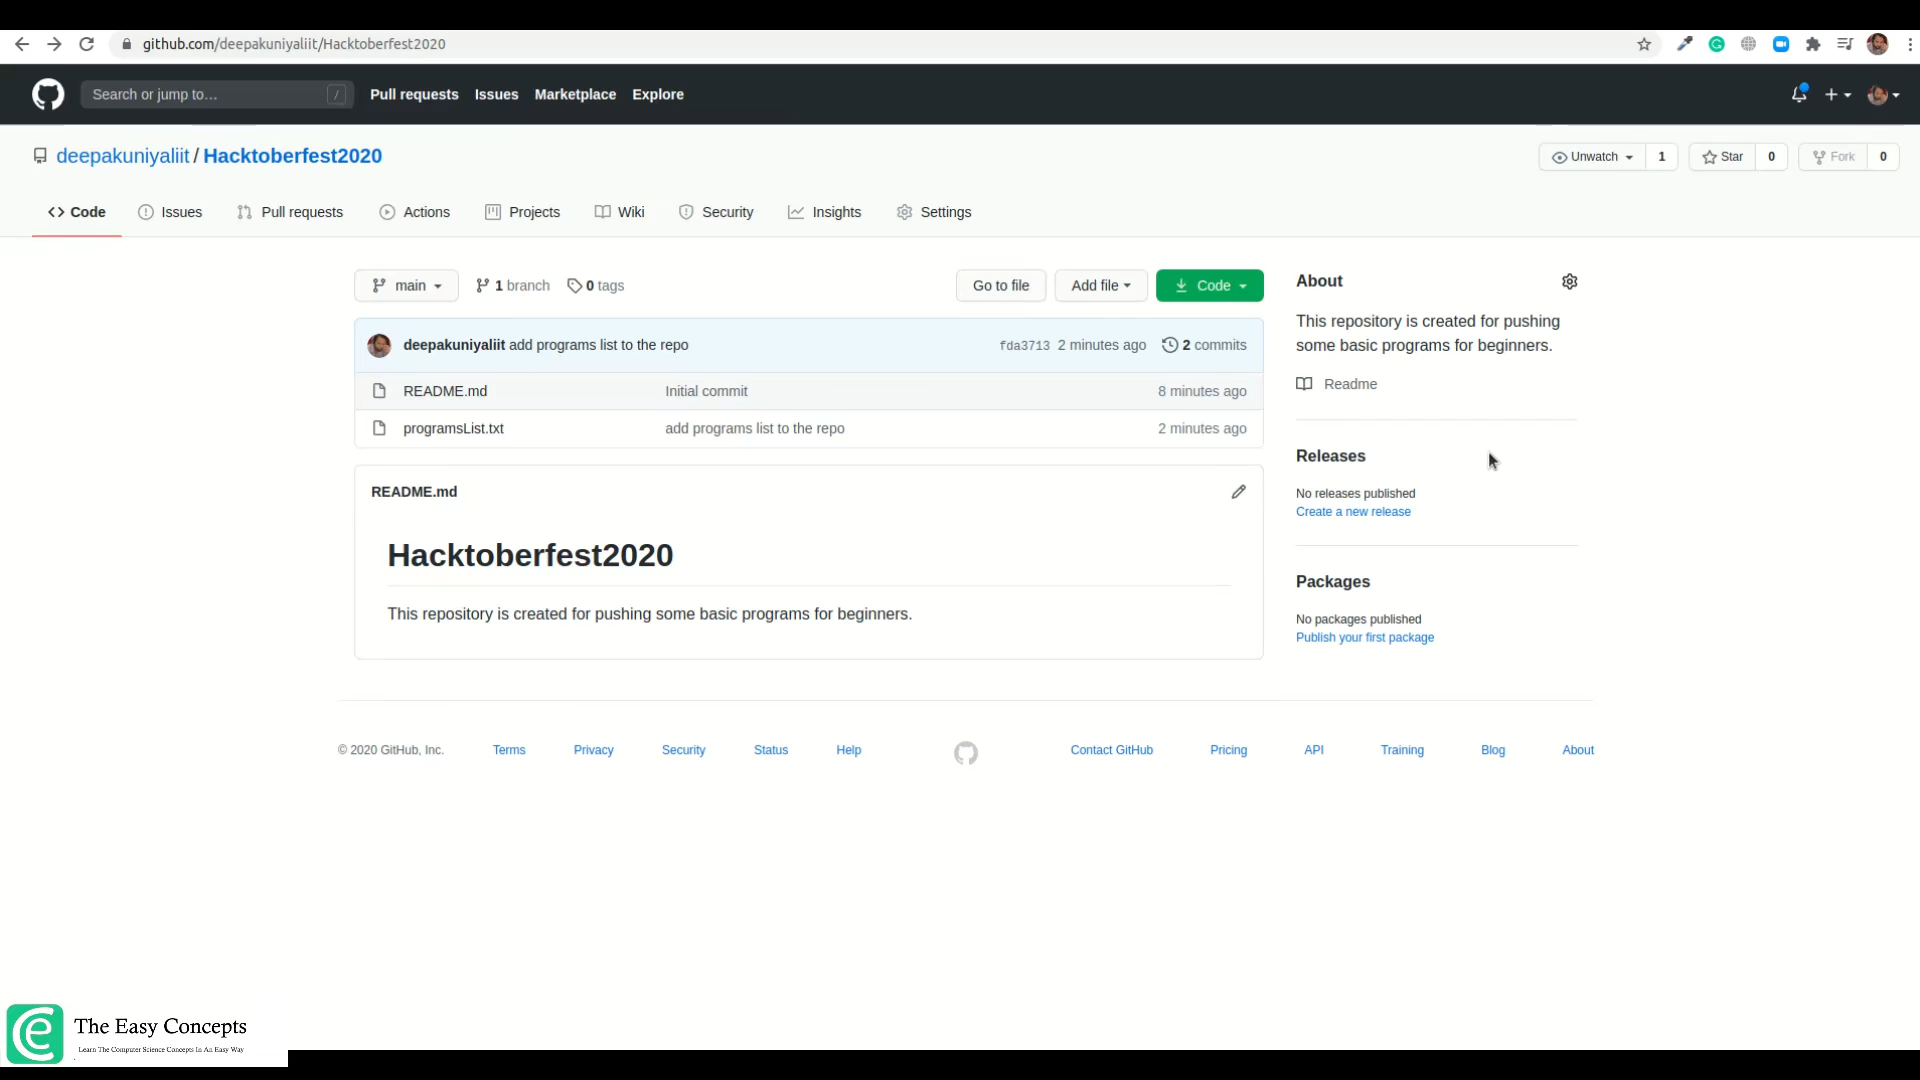 github.com/deepakuniyaliit/Hacktoberfest2020
Search or jump to… /
Pull requests Issues Marketplace Explore
deepakuniyaliit / Hacktoberfest2020
Unwatch 1 Star 0 Fork 0
Code Issues Pull requests Actions Projects Wiki Security Insights Settings
main 1 branch 0 tags Go to file Add file Code
deepakuniyaliit add programs list to the repo fda3713 2 minutes ago 2 commits
README.md Initial commit 8 minutes ago
programsList.txt add programs list to the repo 2 minutes ago
README.md
Hacktoberfest2020
This repository is created for pushing some basic programs for beginners.
About
This repository is created for pushing
some basic programs for beginners.
Readme
Releases
No releases published
Create a new release
Packages
No packages published
Publish your first package
© 2020 GitHub, Inc. Terms Privacy Security Status Help Contact GitHub Pricing API Training Blog About
The Easy Concepts
Learn The Computer Science Concepts In An Easy Way